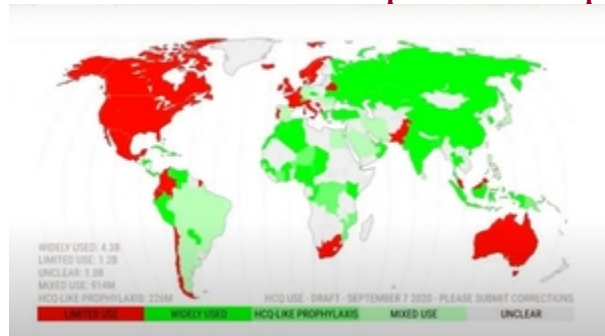 WIDELY USED: 4.3B
LIMITED USE: 1.2B
UNCLEAR: 1.0B
MIXED USE: 914M
HCQ-LIKE PROPHYLAXIS: 226M
HCQ USE - DRAFT - SEPTEMBER 7 2020 - PLEASE SUBMIT CORRECTIONS
LIMITED USE WIDELY USED HCQ-LIKE PROPHYLAXIS MIXED USE UNCLEAR